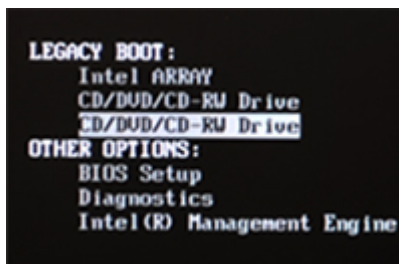 LEGACY BOOT:
Intel ARRAY
CD/DVD/CD-RW Drive
CD/DVD/CD-RW Drive
OTHER OPTIONS:
BIOS Setup
Diagnostics
Intel(R) Management Engine